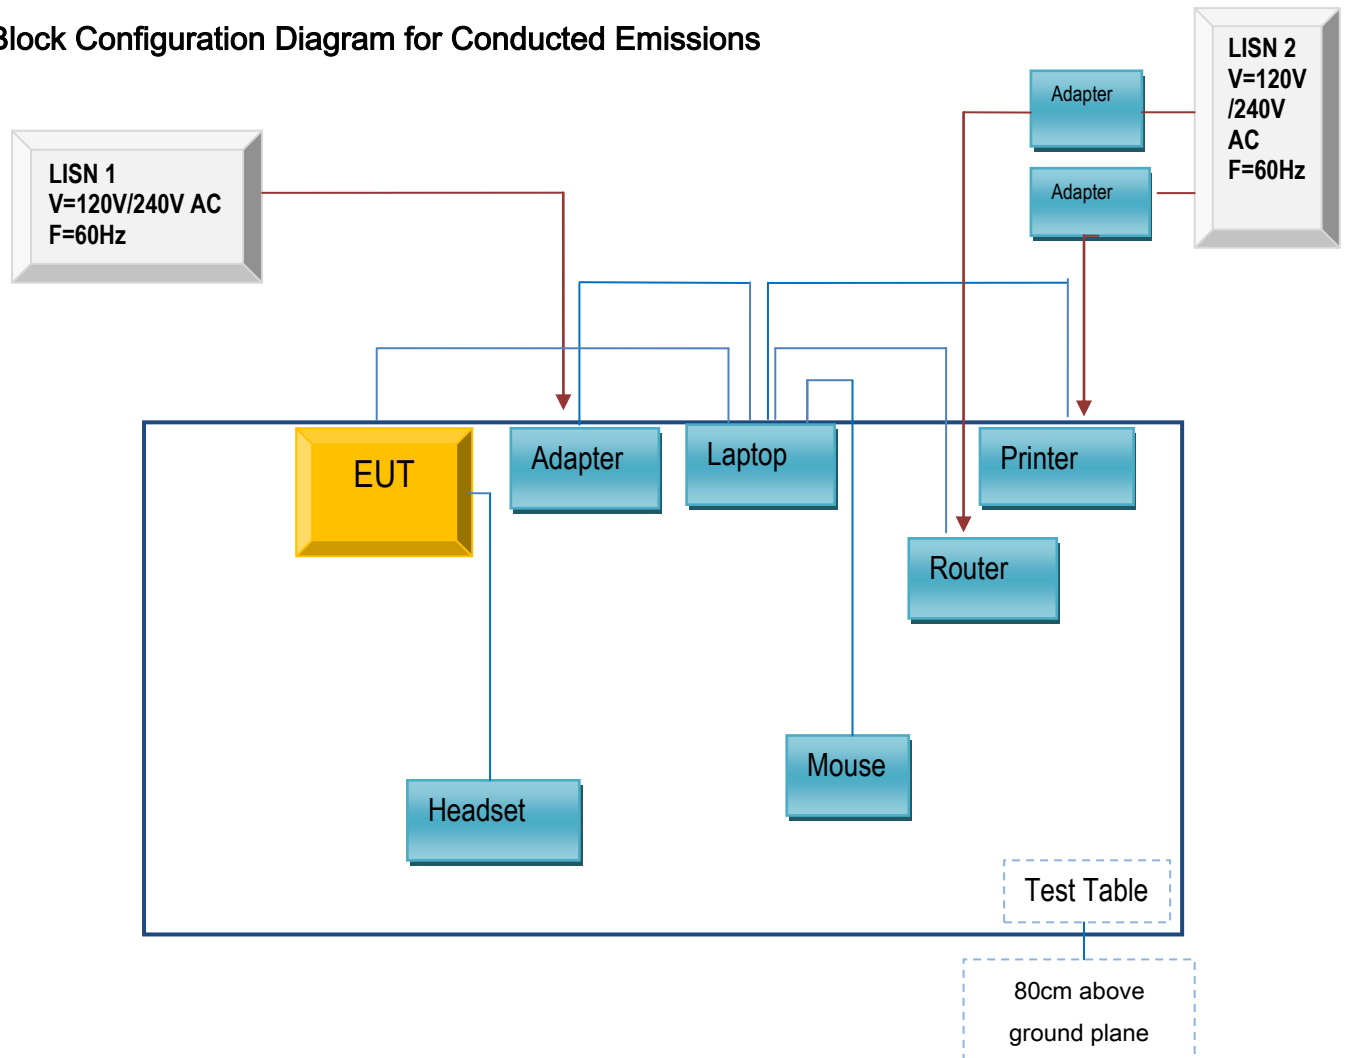 Block Configuration Diagram for Conducted Emissions
LISN 2
V=120V
/240V
AC
F=60Hz
Adapter
Adapter
LISN 1
V=120V/240V AC
F=60Hz
EUT
Adapter
Laptop
Printer
Router
Mouse
Headset
Test Table
80cm above
ground plane